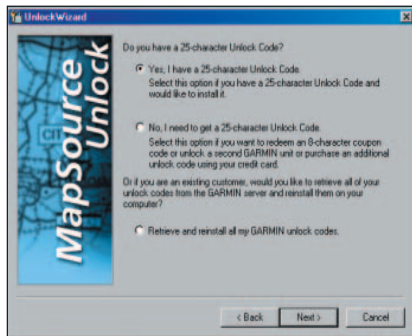 UnlockWizard
MapSource
Unlock
Do you have a 25-character Unlock Code?
Yes, I have a 25-character Unlock Code.
Select this option if you have a 25-character Unlock Code and
would like to install it.
No, I need to get a 25-character Unlock Code.
Select this option if you want to redeem an 8-character coupon
code or unlock a second GARMIN unit or purchase an additional
unlock code using your credit card.
Or if you are an existing customer, would you like to retrieve all of your
unlock codes from the GARMIN server and reinstall them on your
computer?
Retrieve and reinstall all my GARMIN unlock codes.
< Back
Next >
Cancel